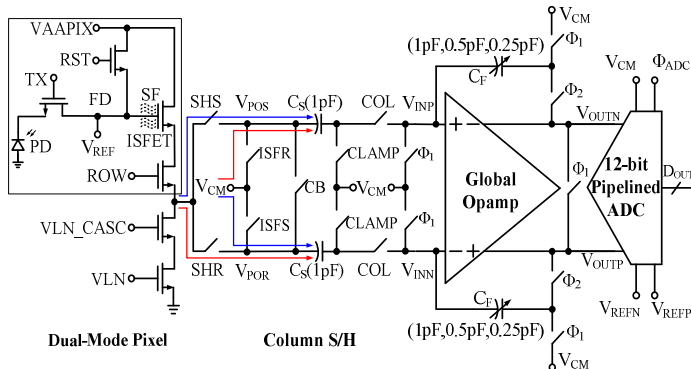 VAAPIX
RST
TX
FD
SF
ISFET
PD
V_REF
ROW
VLN_CASC
VLN
Dual-Mode Pixel
SHS
V_POS
C_S(1pF)
COL
V_INP
ISFR
CLAMP
Φ_1
V_CM
CB
V_CM
ISFS
CLAMP
Φ_1
SHR
V_POR
C_S(1pF)
COL
V_INN
Column S/H
V_CM
Φ_1
(1pF,0.5pF,0.25pF)
C_F
Φ_2
V_OUTN
+ −
Global
Opamp
Φ_1
− +
V_OUTP
Φ_2
C_F
(1pF,0.5pF,0.25pF)
Φ_1
V_CM
V_CM
Φ_ADC
12-bit
Pipelined
ADC
D_OUT
V_REFN
V_REFP